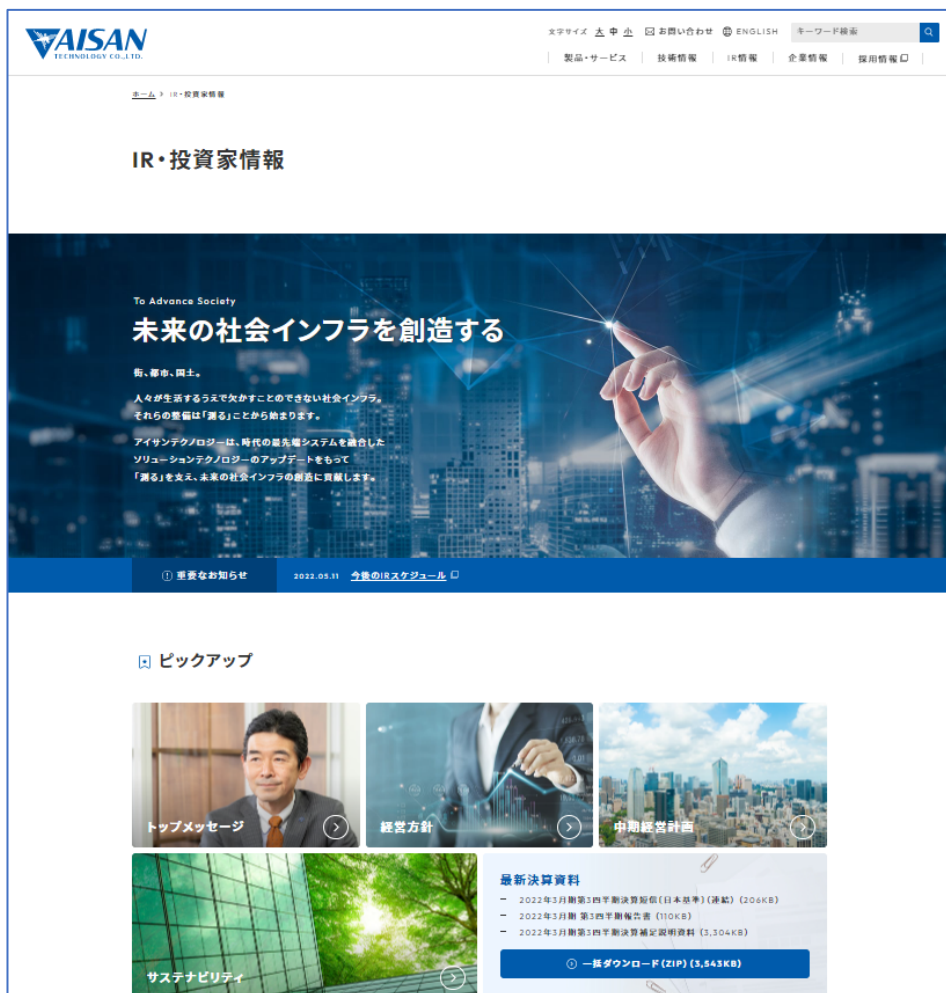 AISAN
TECHNOLOGY CO.,LTD.
文字サイズ 大 中 小 お問い合わせ ENGLISH キーワード検索
製品・サービス 技術情報 IR情報 企業情報 採用情報
ホーム › IR・投資家情報
IR・投資家情報
To Advance Society
未来の社会インフラを創造する
街、都市、国土。
人々が生活するうえで欠かすことのできない社会インフラ。
それらの整備は「測る」ことから始まります。
アイサンテクノロジーは、時代の最先端システムを融合した
ソリューションテクノロジーのアップデートをもって
「測る」を支え、未来の社会インフラの創造に貢献します。
重要なお知らせ 2022.05.11 今後のIRスケジュール
ピックアップ
トップメッセージ
経営方針
中期経営計画
サステナビリティ
最新決算資料
- 2022年3月期第3四半期決算短信〔日本基準〕(連結) (206KB)
- 2022年3月期 第3四半期報告書 (110KB)
- 2022年3月期第3四半期決算補足説明資料 (3,304KB)
一括ダウンロード(ZIP) (3,543KB)